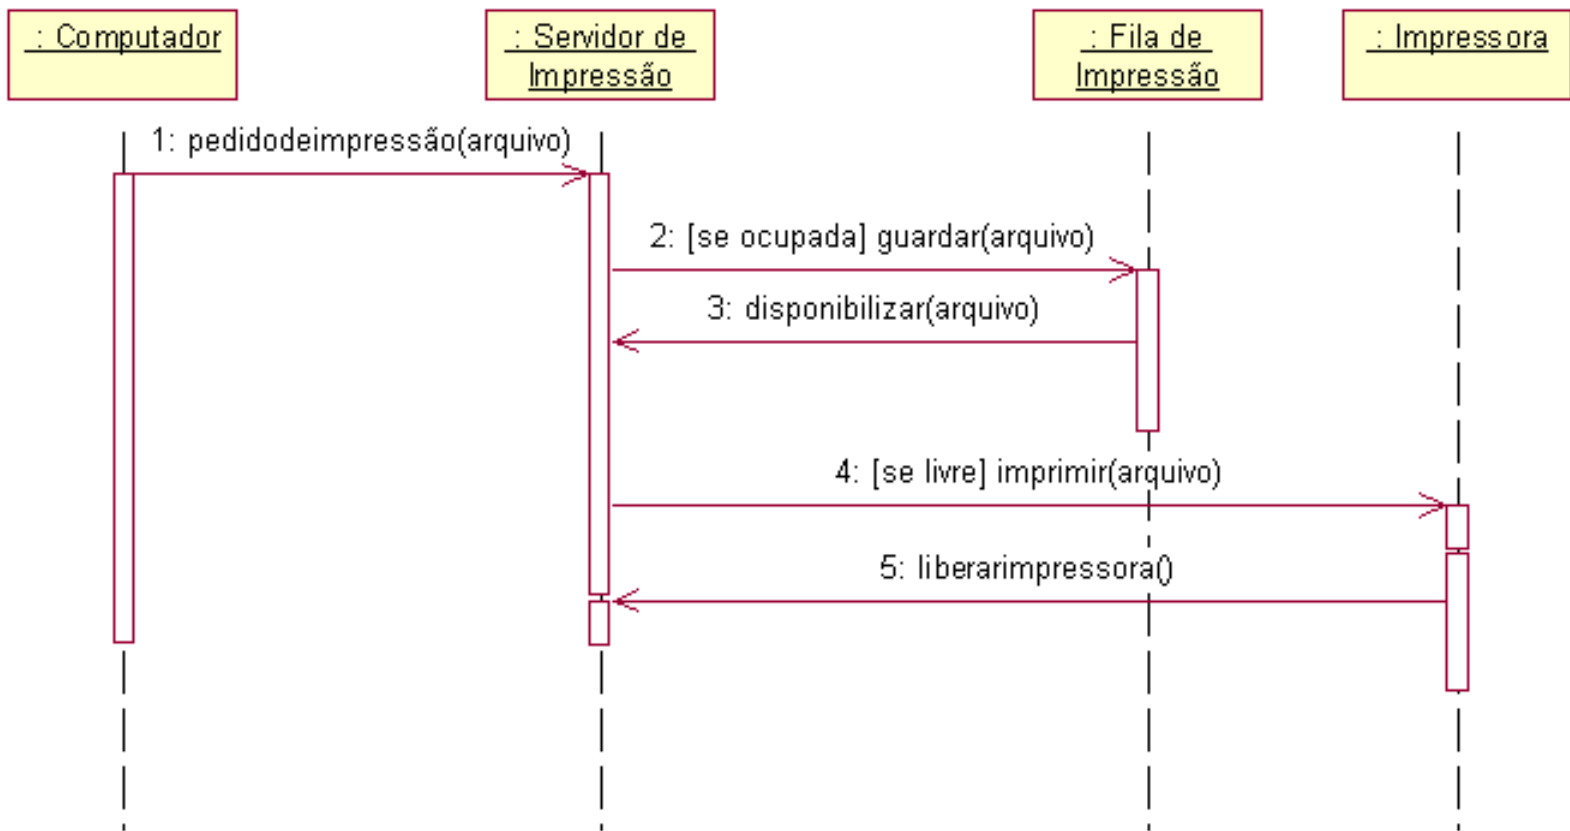 : Computador
: Servidor de
Impressão
: Fila de
Impressão
: Impressora
1: pedidodeimpressão(arquivo)
2: [se ocupada] guardar(arquivo)
3: disponibilizar(arquivo)
4: [se livre] imprimir(arquivo)
5: liberarimpressora()